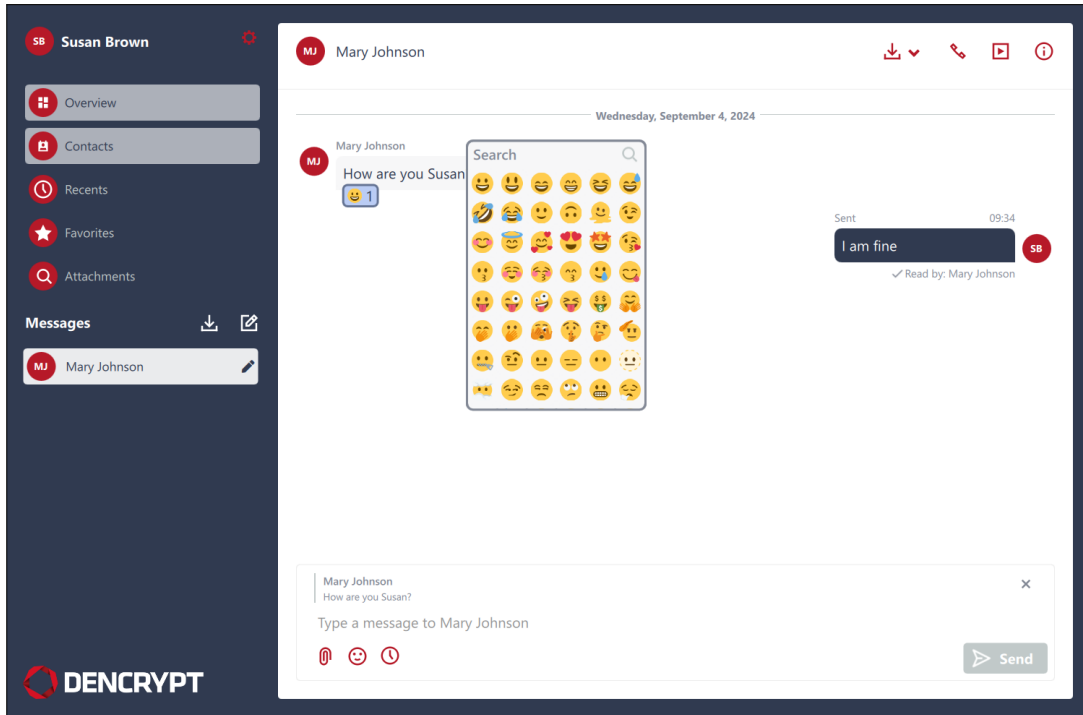 SB Susan Brown
Overview
Contacts
Recents
Favorites
Attachments
Messages
MJ Mary Johnson
DENCRYPT
MJ Mary Johnson
Wednesday, September 4, 2024
Mary Johnson
MJ
How are you Susan
1
Search
Sent 09:34
I am fine
SB
Read by: Mary Johnson
Mary Johnson
How are you Susan?
Type a message to Mary Johnson
Send